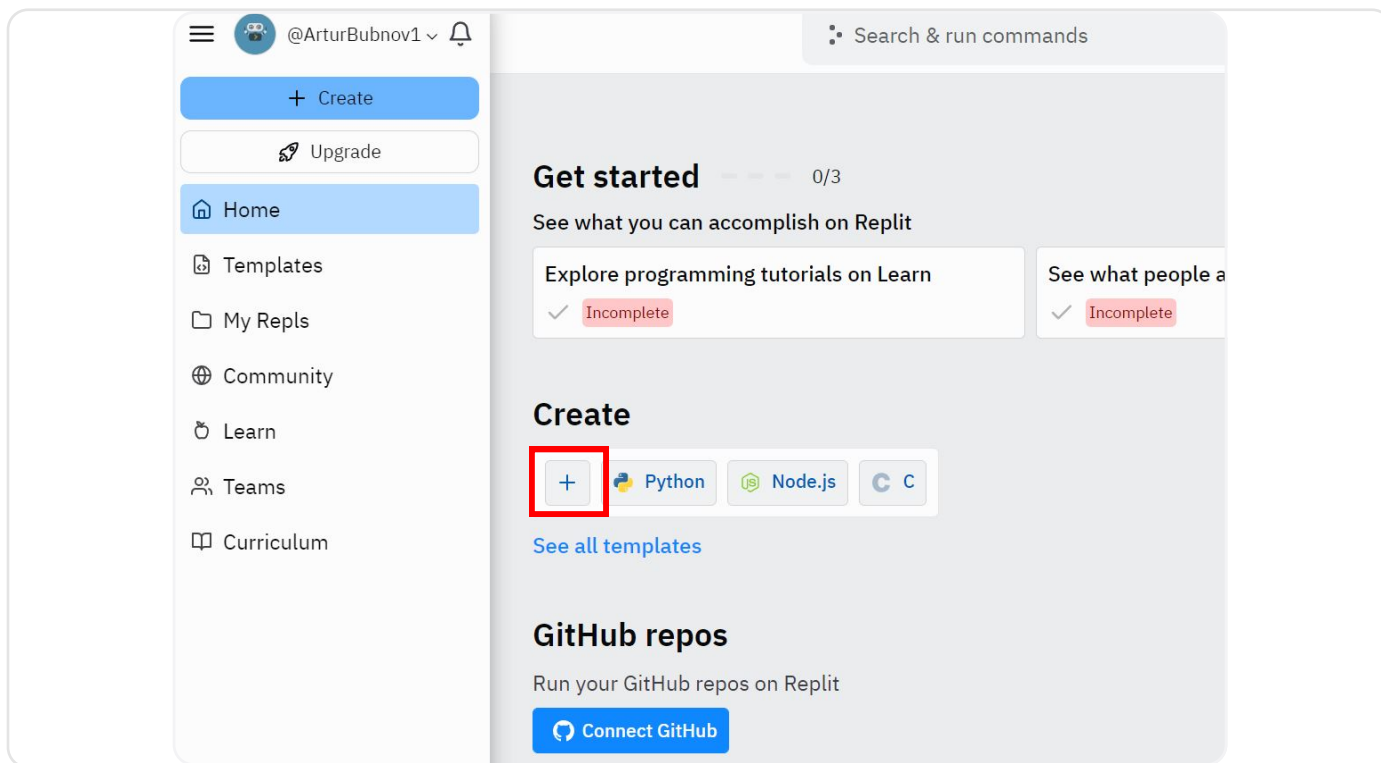 @ArturBubnov1
Search & run commands
+ Create
Upgrade
Home
Templates
My Repls
Community
Learn
Teams
Curriculum
Get started 0/3
See what you can accomplish on Replit
Explore programming tutorials on Learn
Incomplete
See what people a
Incomplete
Create
+ Python Node.js C
See all templates
GitHub repos
Run your GitHub repos on Replit
Connect GitHub